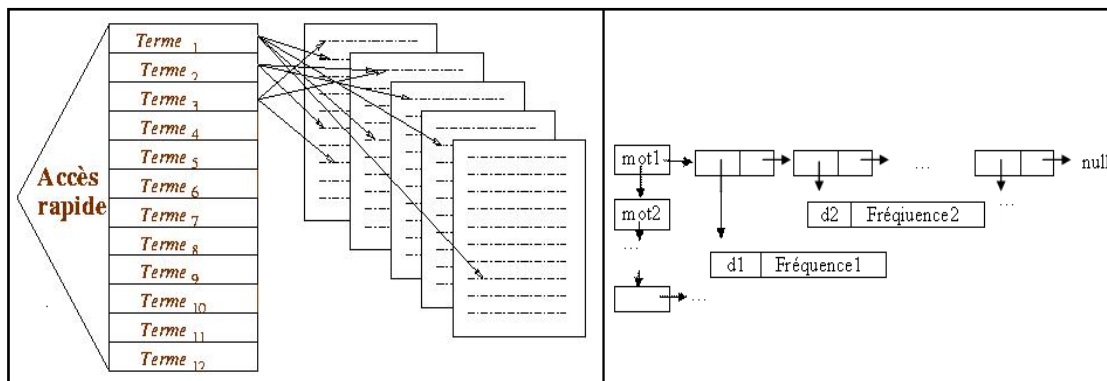 Accès
rapide
Terme 1
Terme 2
Terme 3
Terme 4
Terme 5
Terme 6
Terme 7
Terme 8
Terme 9
Terme 10
Terme 11
Terme 12
mot1
...
null
mot2
...
d2 Fréqiuence2
...
d1 Fréquence1
...